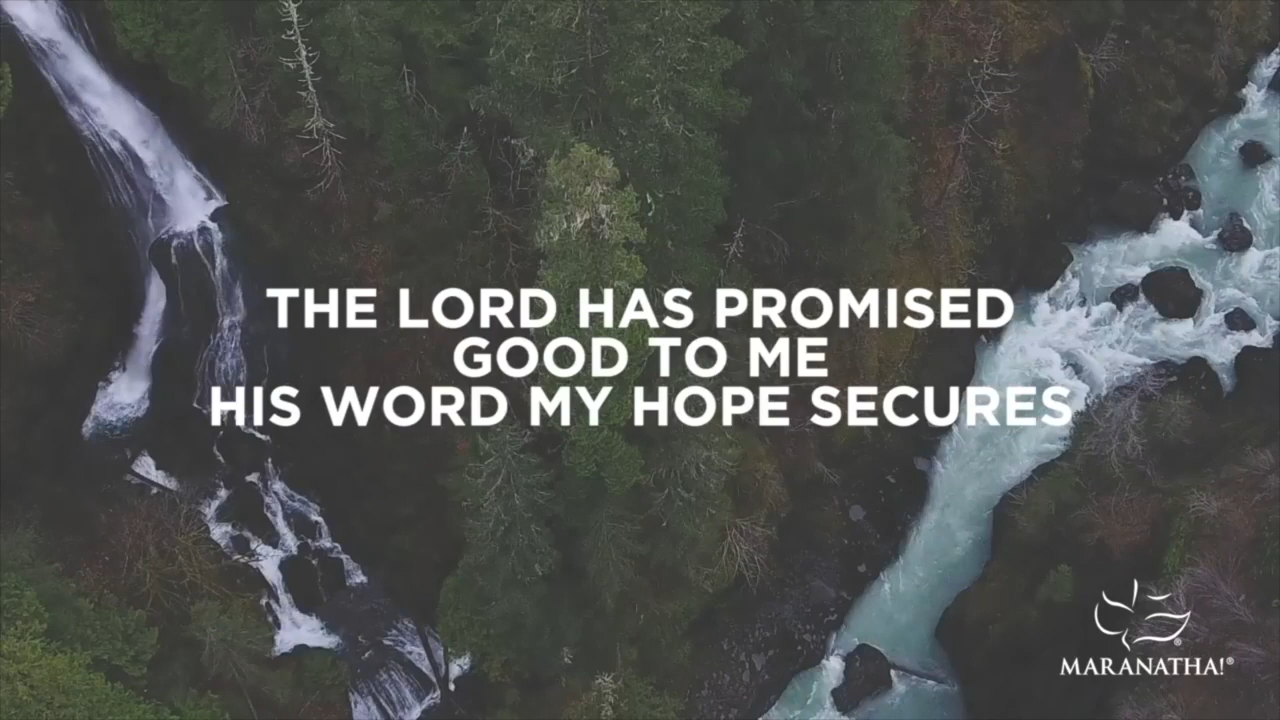 THE LORD HAS PROMISED
GOOD TO ME
HIS WORD MY HOPE SECURES
MARANATHA!®